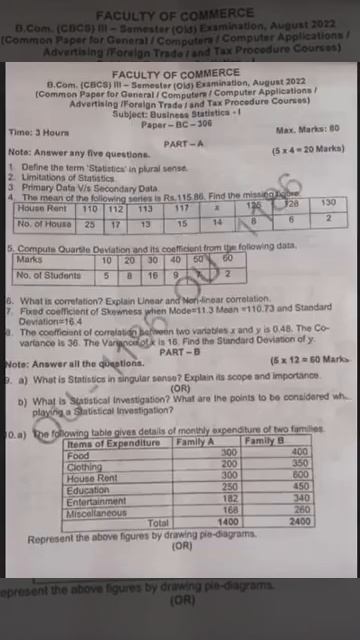 FACULTY OF COMMERCE
B.Com. (CBCS) III – Semester (Old) Examination, August 2022
(Common Paper for General / Computers / Computer Applications /
Advertising /Foreign Trade / and Tax Procedure Courses)
FACULTY OF COMMERCE
B.Com. (CBCS) III – Semester (Old) Examination, August 2022
(Common Paper for General / Computers / Computer Applications /
Advertising /Foreign Trade / and Tax Procedure Courses)
Subject: Business Statistics - I
Paper – BC – 306
Time: 3 Hours Max. Marks: 80
PART – A
Note: Answer any five questions. (5 x 4 = 20 Marks)
1. Define the term 'Statistics' in plural sense.
2. Limitations of Statistics.
3 Primary Data V/s Secondary Data.
4. The mean of the following series is Rs.115.86. Find the missing figure.
House Rent 110 112 113 117 x 125 128 130
No. of House 25 17 13 15 14 8 6 2
5. Compute Quartile Deviation and its coefficient from the following data.
Marks 10 20 30 40 50 60
No. of Students 5 8 16 9 7 2
6. What is correlation? Explain Linear and Non-linear correlation.
7. Fixed coefficient of Skewness when Mode=11.3 Mean =110.73 and Standard
Deviation=16.4
8. The coefficient of correlation between two variables x and y is 0.48. The Co-
variance is 36. The Variance of x is 16. Find the Standard Deviation of y.
PART – B
Note: Answer all the questions. (5 x 12 = 60 Marks
9. a) What is Statistics in singular sense? Explain its scope and importance.
(OR)
b) What is Statistical Investigation? What are the points to be considered
playing a Statistical Investigation?
10.a) The following table gives details of monthly expenditure of two families.
Items of Expenditure Family A Family B
Food 300 400
Clothing 200 350
House Rent 300 600
Education 250 450
Entertainment 182 340
Miscellaneous 168 260
Total 1400 2400
Represent the above figures by drawing pie-diagrams.
(OR)
epresent the above figures by drawing pie-diagrams.
(OR)